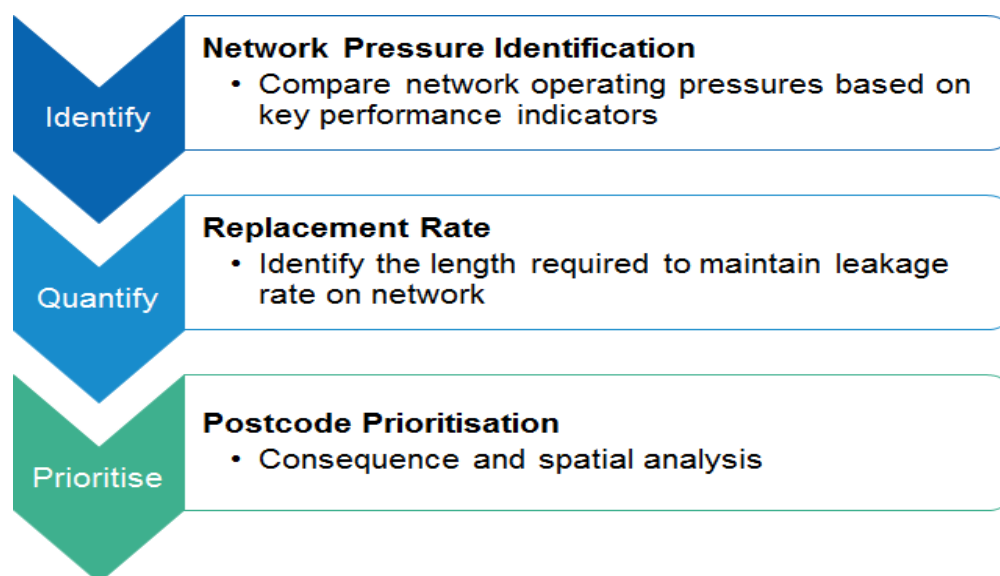 Identify
Network Pressure Identification
• Compare network operating pressures based on
key performance indicators
Quantify
Replacement Rate
• Identify the length required to maintain leakage
rate on network
Prioritise
Postcode Prioritisation
• Consequence and spatial analysis